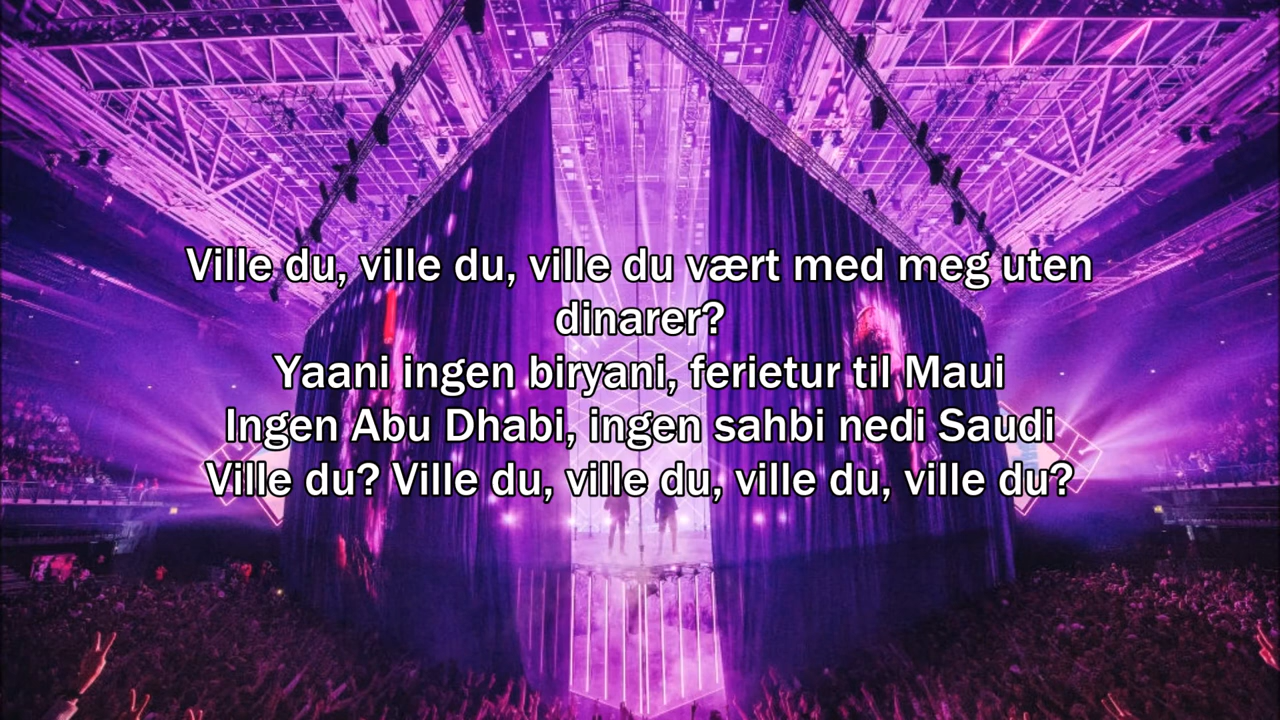 Ville du, ville du, ville du vært med meg uten
dinarer?
Yaani ingen biryani, ferietur til Maui
Ingen Abu Dhabi, ingen sahbi nedi Saudi
Ville du? Ville du, ville du, ville du, ville du?